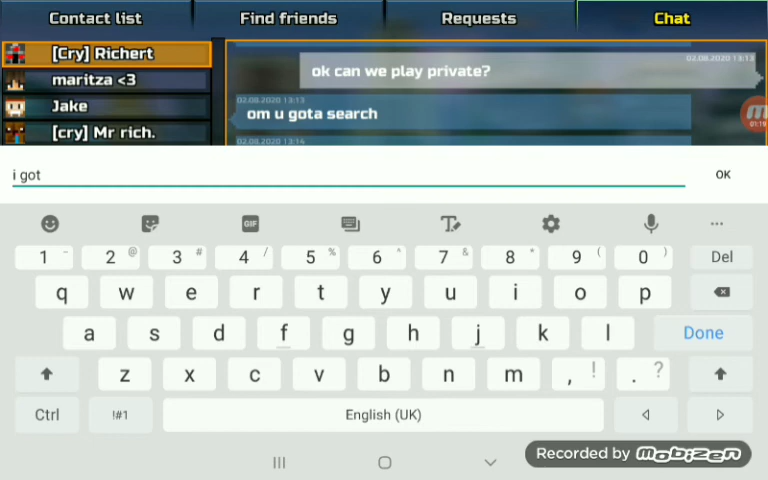 Contact list Find friends Requests Chat
[Cry] Richert
maritza <3
Jake
[cry] Mr rich.
02.08.2020 13:13
ok can we play private?
02.08.2020 13:13
om u gota search
02.08.2020 13:14
01:19
i got
OK
GIF
1 - 2 @ 3 # 4 / 5 % 6 ^ 7 & 8 * 9 ( 0 ) Del
q w e r t y u i o p
a s d f g h j k l Done
z x c v b n m , ! . ?
Ctrl !#1 English (UK)
Recorded by mobizen